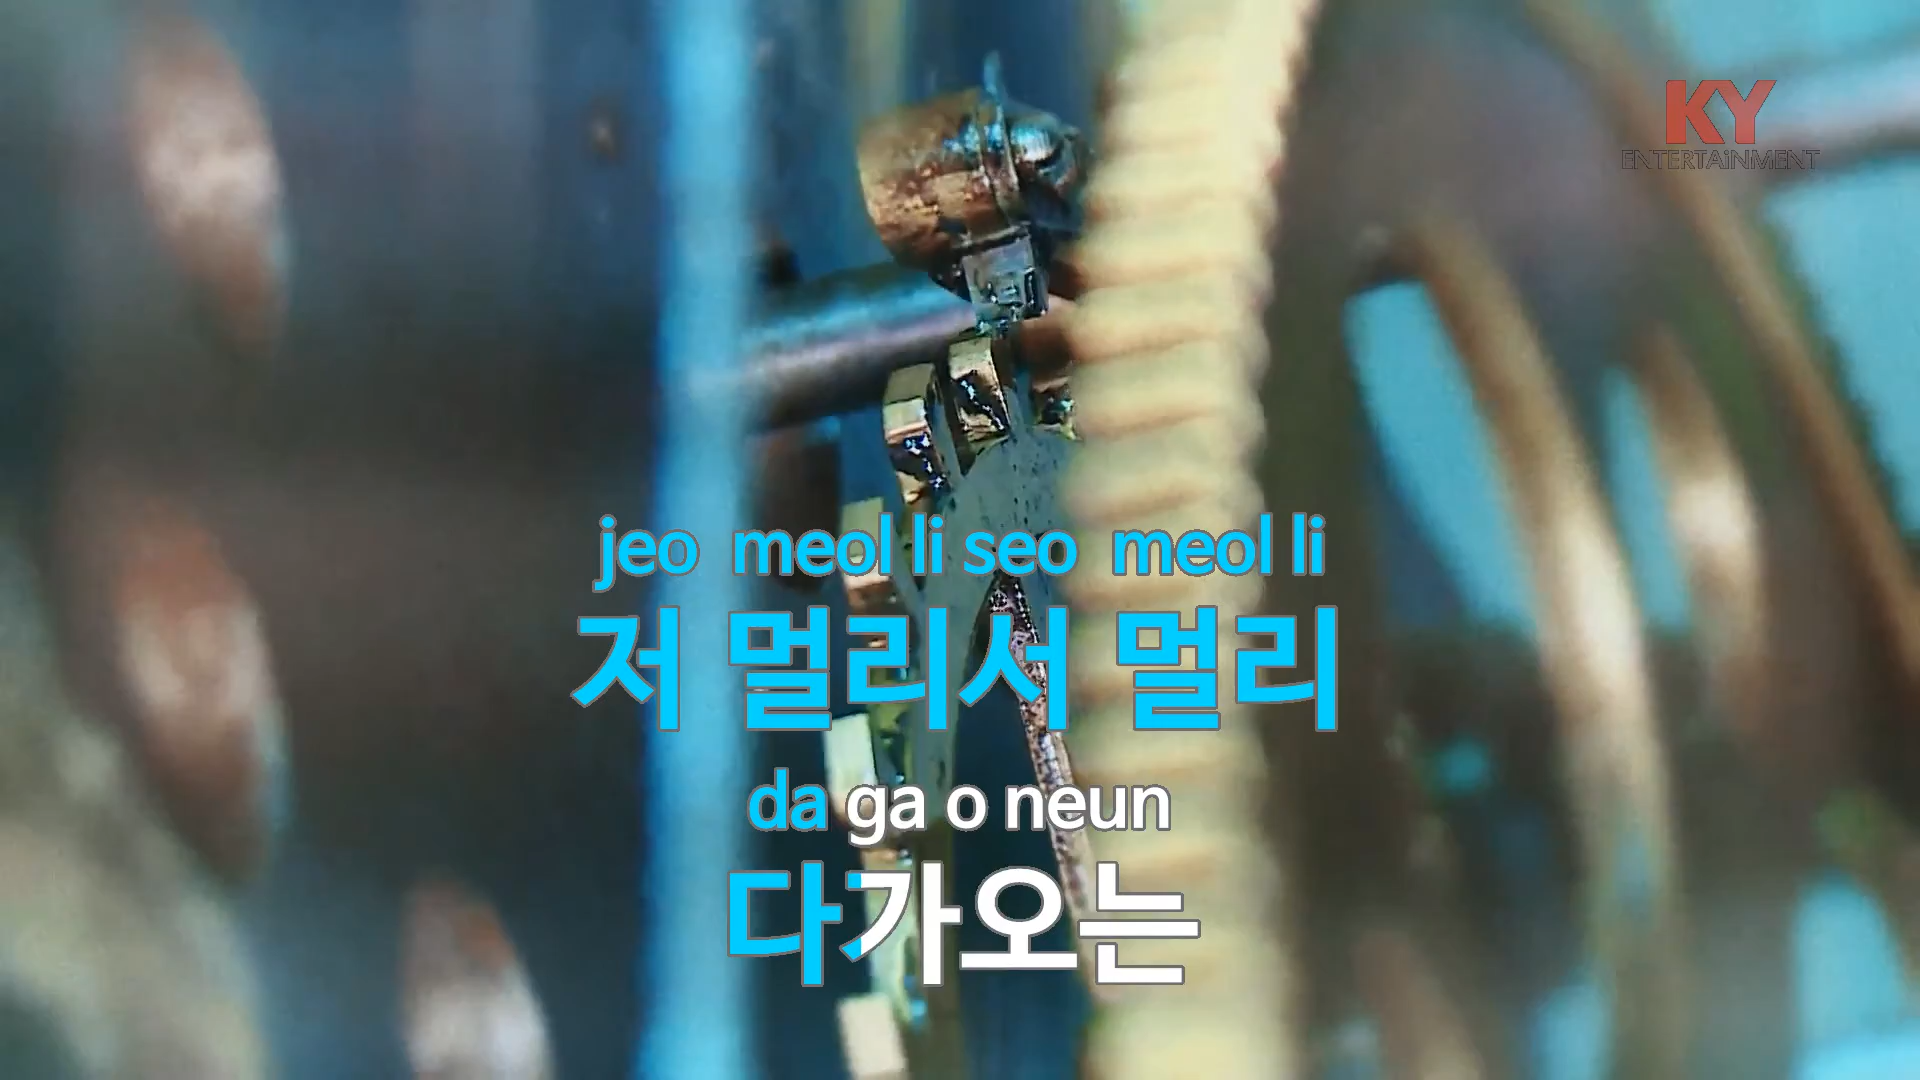 KY
ENTERTAiNMENT
jeo meol li seo meol li
저 멀리서 멀리
da ga o neun
다가오는